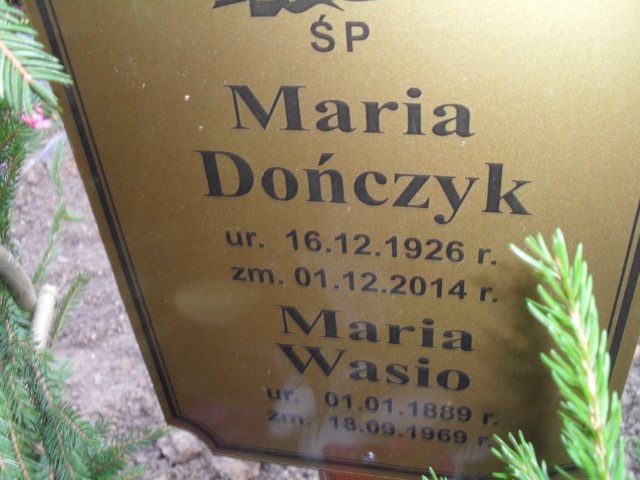 ŚP
Maria
Dończyk
ur. 16.12.1926 r.
zm. 01.12.2014 r.
Maria
Wasio
ur. 01.01.1889 r.
zm. 18.09.1969 r.